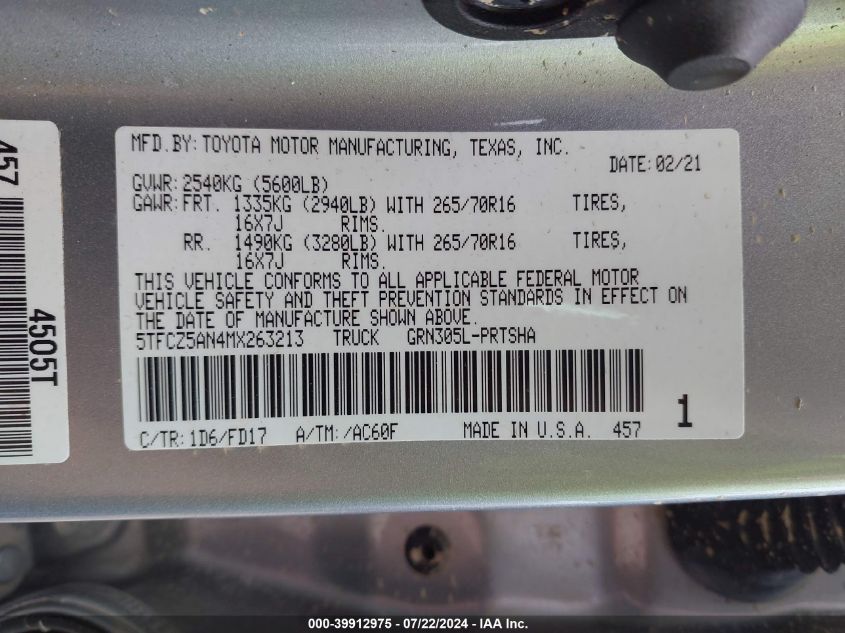 MFD.BY:TOYOTA MOTOR MANUFACTURING, TEXAS, INC.
DATE:02/21
GVWR:2540KG (5600LB)
GAWR:FRT. 1335KG (2940LB) WITH 265/70R16 TIRES,
16X7J RIMS.
RR. 1490KG (3280LB) WITH 265/70R16 TIRES,
16X7J RIMS.
THIS VEHICLE CONFORMS TO ALL APPLICABLE FEDERAL MOTOR
VEHICLE SAFETY AND THEFT PREVENTION STANDARDS IN EFFECT ON
THE DATE OF MANUFACTURE SHOWN ABOVE.
5TFCZ5AN4MX263213 TRUCK GRN305L-PRTSHA
C/TR:1D6/FD17 A/TM:/AC60F MADE IN U.S.A. 457
1
457
4505T
000-39912975 - 07/22/2024 - IAA Inc.